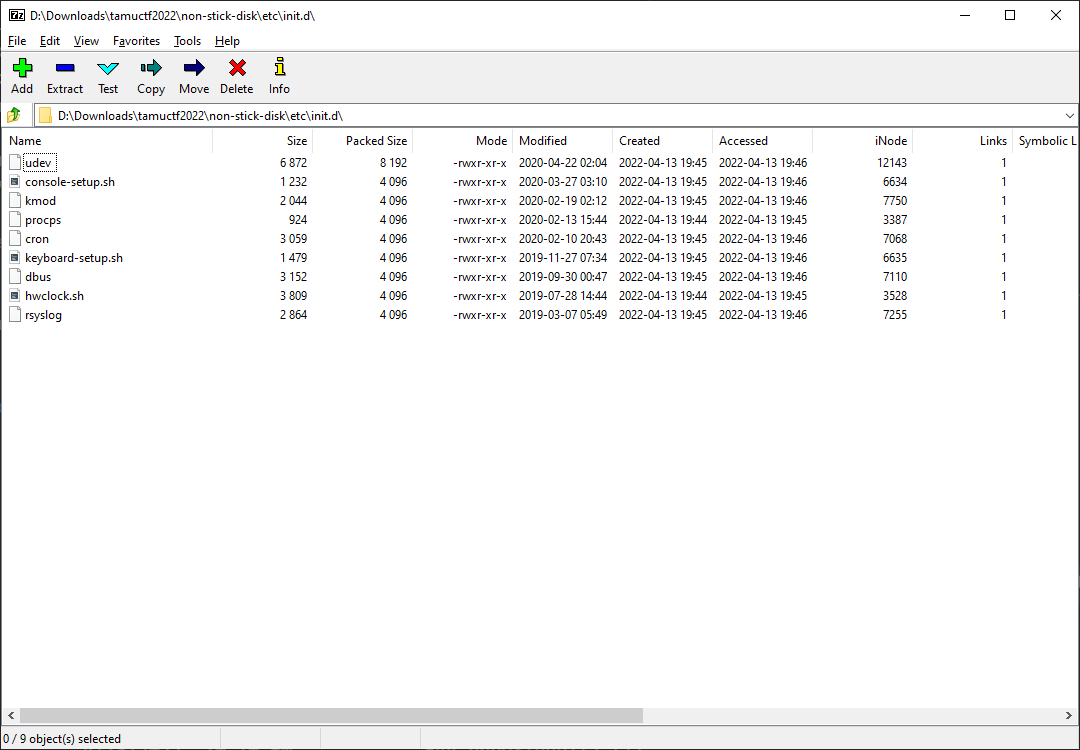 7z D:\Downloads\tamuctf2022\non-stick-disk\etc\init.d\
File Edit View Favorites Tools Help
Add Extract Test Copy Move Delete Info
D:\Downloads\tamuctf2022\non-stick-disk\etc\init.d\
Name Size Packed Size Mode Modified Created Accessed iNode Links Symbolic L
udev 6 872 8 192 -rwxr-xr-x 2020-04-22 02:04 2022-04-13 19:45 2022-04-13 19:46 12143 1
console-setup.sh 1 232 4 096 -rwxr-xr-x 2020-03-27 03:10 2022-04-13 19:45 2022-04-13 19:46 6634 1
kmod 2 044 4 096 -rwxr-xr-x 2020-02-19 02:12 2022-04-13 19:45 2022-04-13 19:46 7750 1
procps 924 4 096 -rwxr-xr-x 2020-02-13 15:44 2022-04-13 19:44 2022-04-13 19:46 3387 1
cron 3 059 4 096 -rwxr-xr-x 2020-02-10 20:43 2022-04-13 19:45 2022-04-13 19:46 7068 1
keyboard-setup.sh 1 479 4 096 -rwxr-xr-x 2019-11-27 07:34 2022-04-13 19:45 2022-04-13 19:46 6635 1
dbus 3 152 4 096 -rwxr-xr-x 2019-09-30 00:47 2022-04-13 19:45 2022-04-13 19:46 7110 1
hwclock.sh 3 809 4 096 -rwxr-xr-x 2019-07-28 14:44 2022-04-13 19:44 2022-04-13 19:45 3528 1
rsyslog 2 864 4 096 -rwxr-xr-x 2019-03-07 05:49 2022-04-13 19:45 2022-04-13 19:46 7255 1
0 / 9 object(s) selected